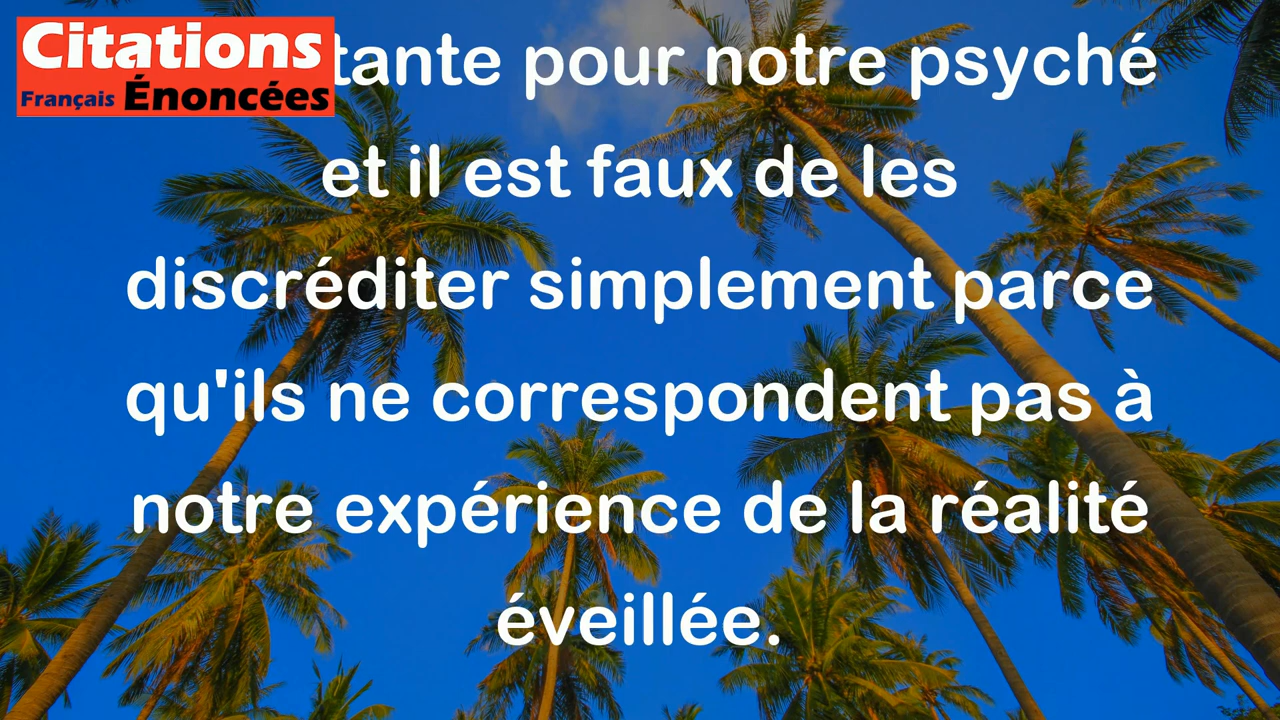 Citations
Français Énoncées
tante pour notre psyché
et il est faux de les
discréditer simplement parce
qu'ils ne correspondent pas à
notre expérience de la réalité
éveillée.